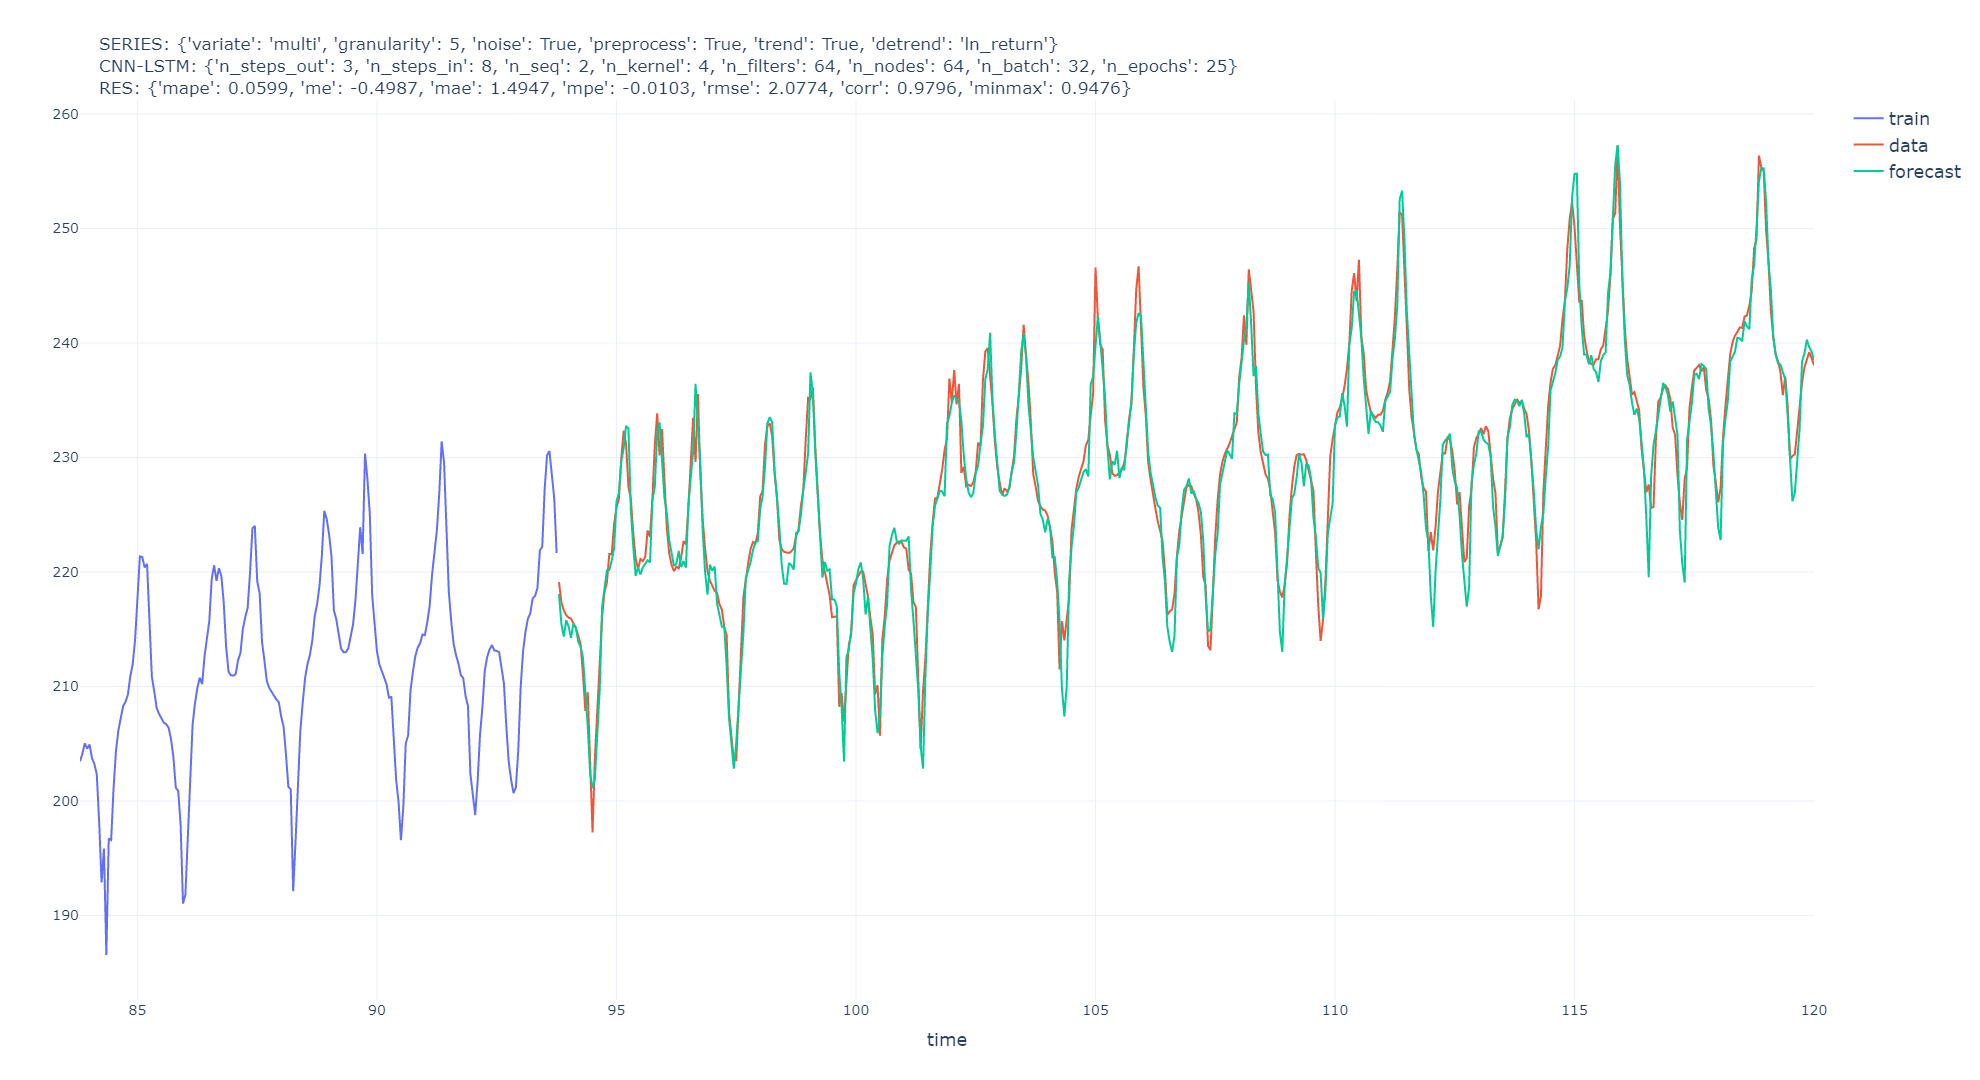 SERIES: {'variate': 'multi', 'granularity': 5, 'noise': True, 'preprocess': True, 'trend': True, 'detrend': 'ln_return'}
CNN-LSTM: {'n_steps_out': 3, 'n_steps_in': 8, 'n_seq': 2, 'n_kernel': 4, 'n_filters': 64, 'n_nodes': 64, 'n_batch': 32, 'n_epochs': 25}
RES: {'mape': 0.0599, 'me': -0.4987, 'mae': 1.4947, 'mpe': -0.0103, 'rmse': 2.0774, 'corr': 0.9796, 'minmax': 0.9476}
260
250
240
230
220
210
200
190
85 90 95 100 105 110 115 120
time
train
data
forecast